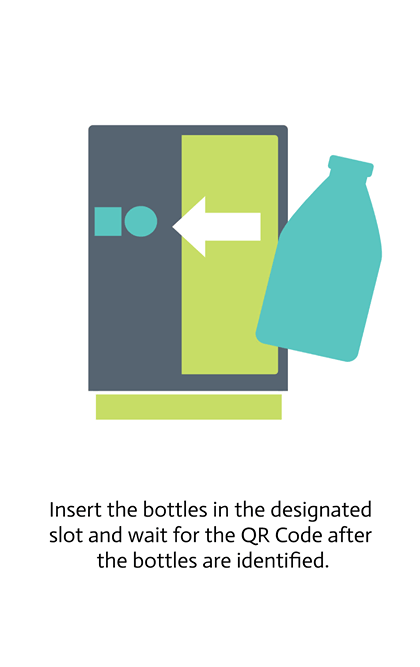 Insert the bottles in the designated
slot and wait for the QR Code after
the bottles are identified.